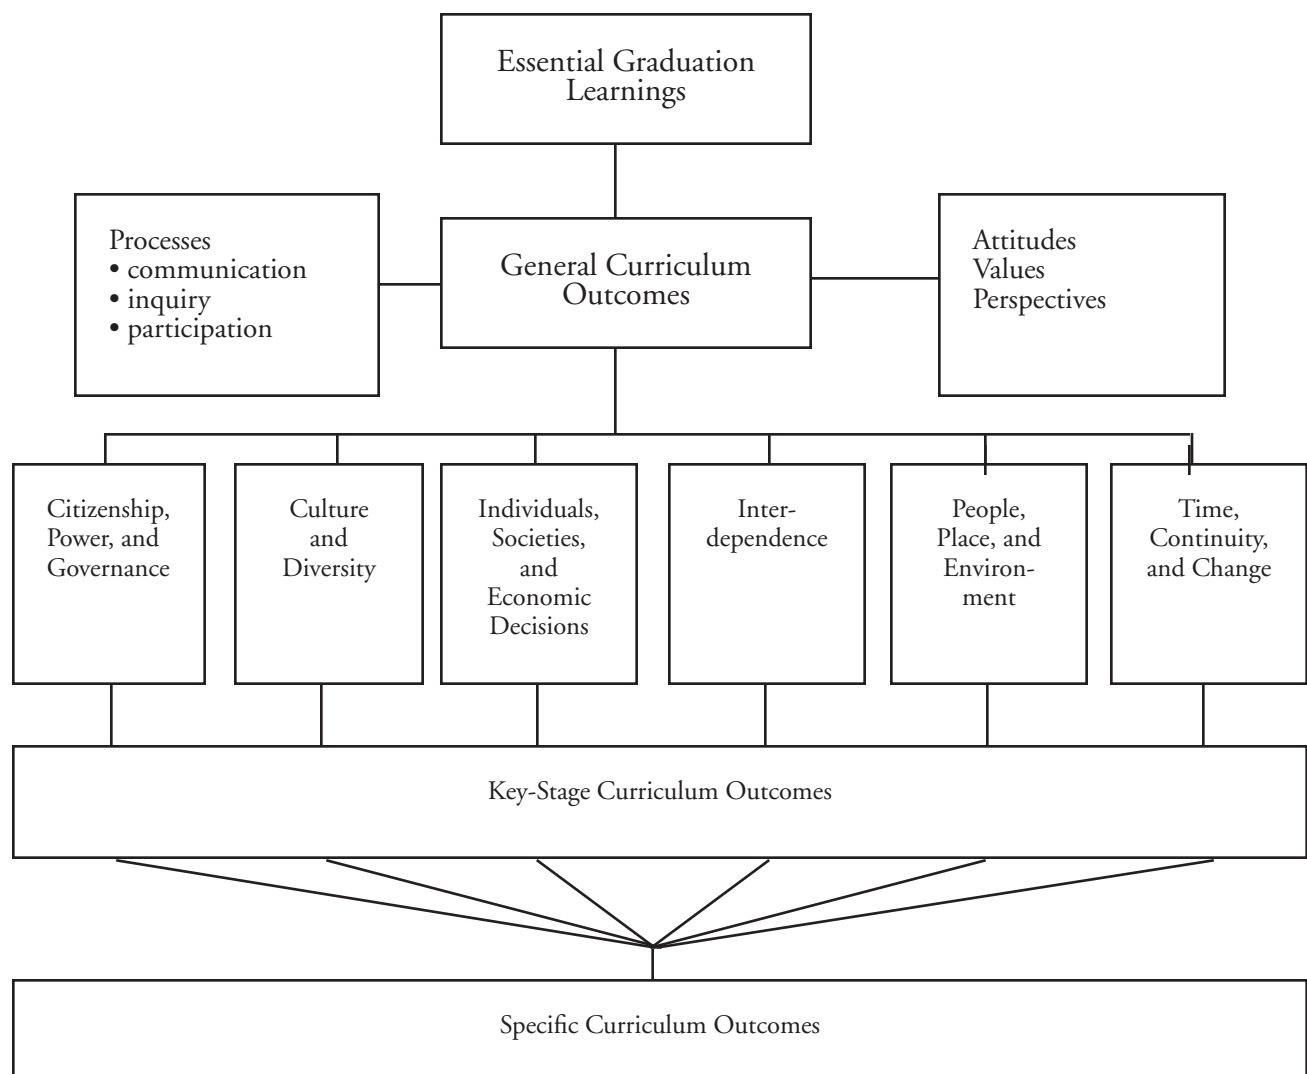 Essential Graduation
Learnings
Processes
• communication
• inquiry
• participation
General Curriculum
Outcomes
Attitudes
Values
Perspectives
Citizenship,
Power, and
Governance
Culture
and
Diversity
Individuals,
Societies,
and
Economic
Decisions
Inter-
dependence
People,
Place, and
Environ-
ment
Time,
Continuity,
and Change
Key-Stage Curriculum Outcomes
Specific Curriculum Outcomes